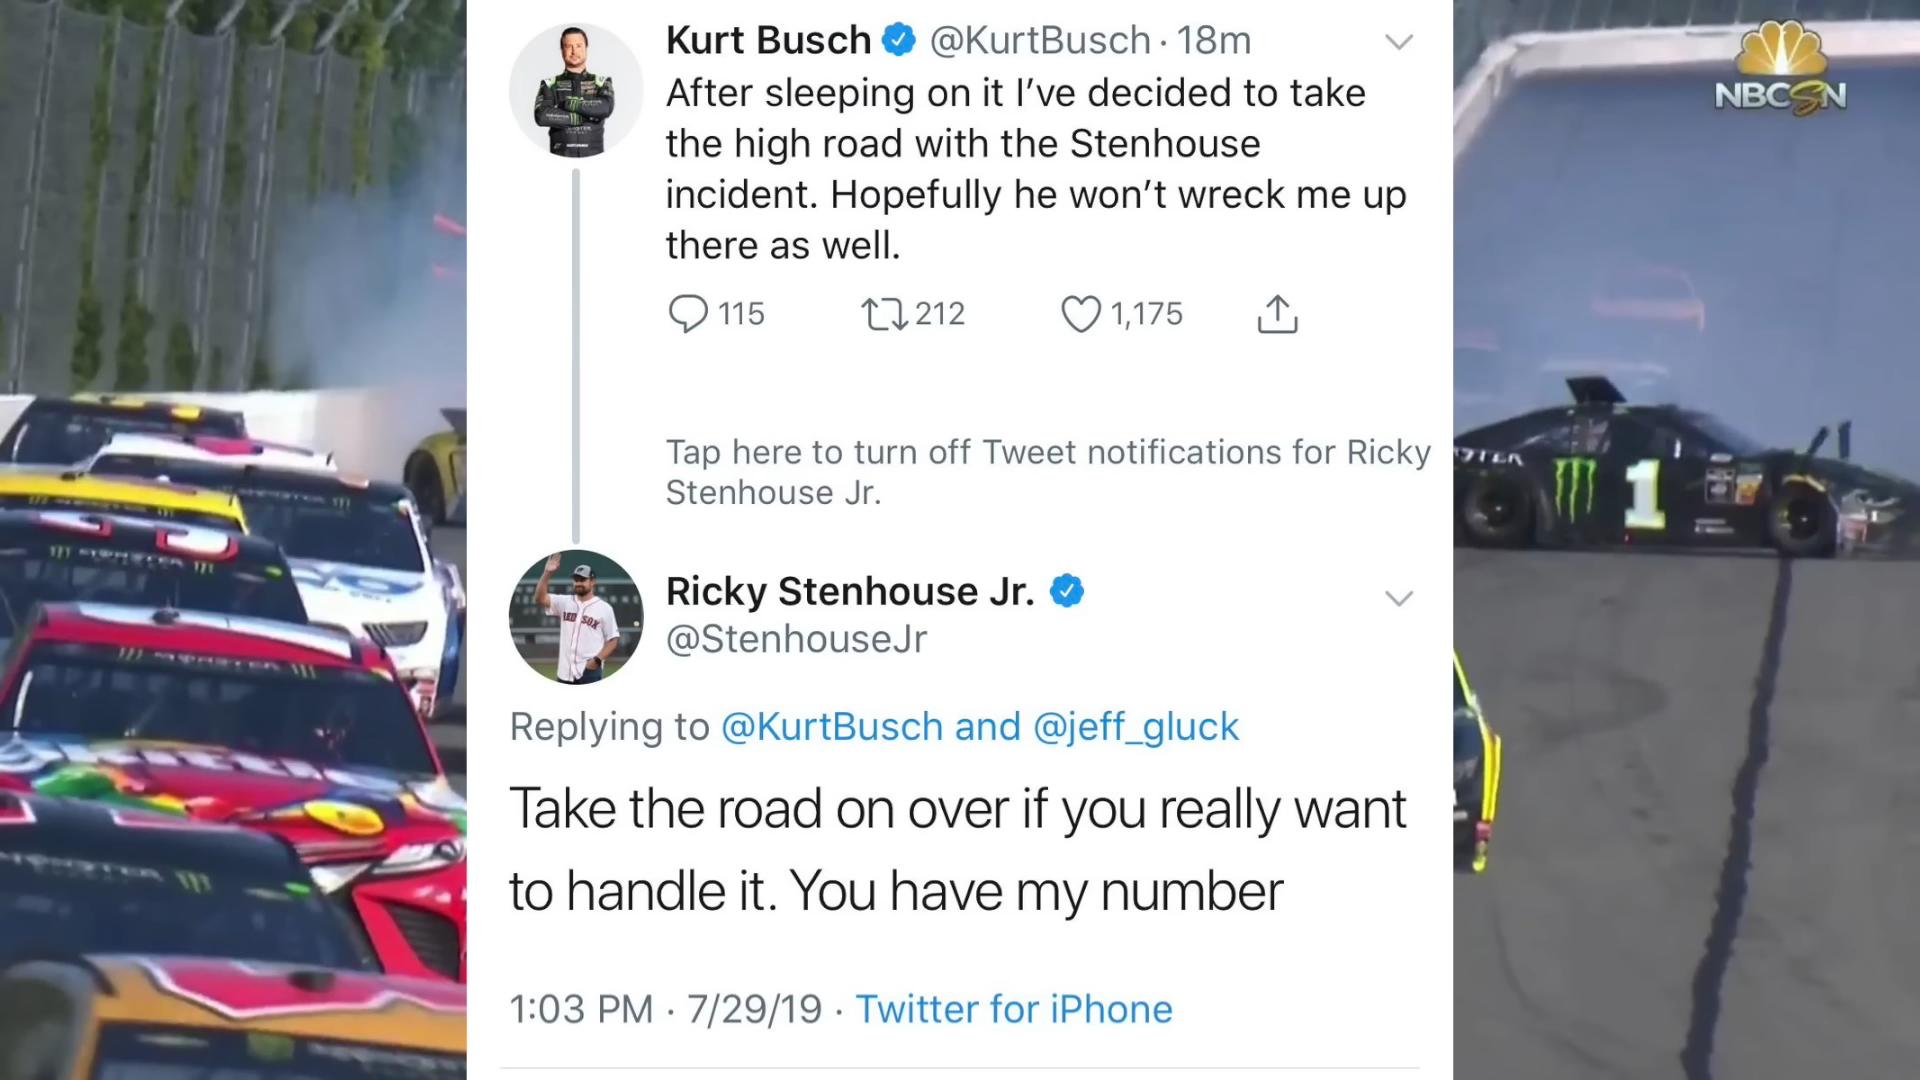 Kurt Busch @KurtBusch · 18m
After sleeping on it I’ve decided to take
the high road with the Stenhouse
incident. Hopefully he won’t wreck me up
there as well.
115 212 1,175
Tap here to turn off Tweet notifications for Ricky
Stenhouse Jr.
Ricky Stenhouse Jr.
@StenhouseJr
Replying to @KurtBusch and @jeff_gluck
Take the road on over if you really want
to handle it. You have my number
1:03 PM · 7/29/19 · Twitter for iPhone
NBCSN
1
MONSTER
RED SOX